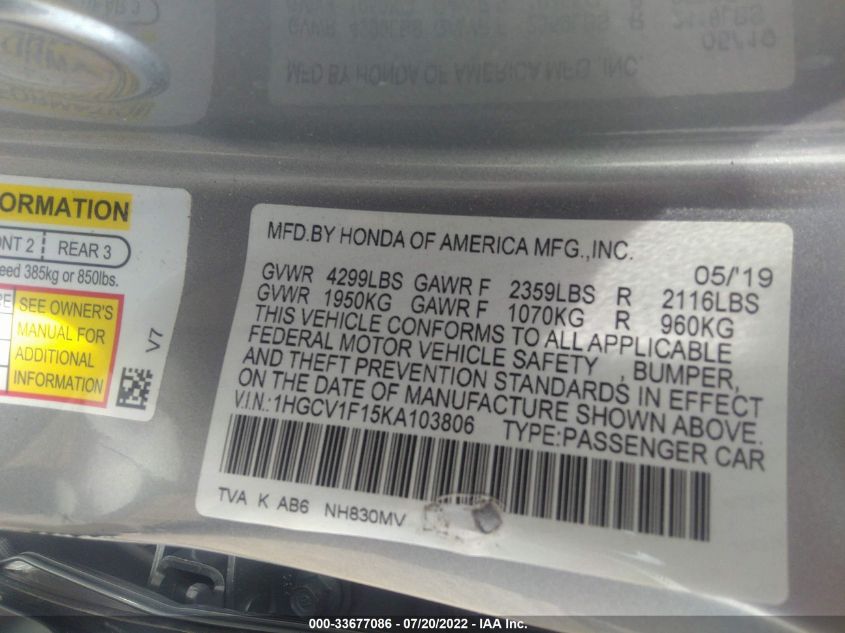 MFD.BY HONDA OF AMERICA MFG.,INC.
05/'19
GVWR 4299LBS GAWR F 2359LBS R 2116LBS
GVWR 1950KG GAWR F 1070KG R 960KG
THIS VEHICLE CONFORMS TO ALL APPLICABLE
FEDERAL MOTOR VEHICLE SAFETY , BUMPER,
AND THEFT PREVENTION STANDARDS IN EFFECT
ON THE DATE OF MANUFACTURE SHOWN ABOVE.
V.I.N.:1HGCV1F15KA103806 TYPE:PASSENGER CAR
TVA K AB6 NH830MV
ORMATION
NT 2 REAR 3
eed 385kg or 850lbs.
SEE OWNER'S
MANUAL FOR
ADDITIONAL
INFORMATION
V7
000-33677086 - 07/20/2022 - IAA Inc.